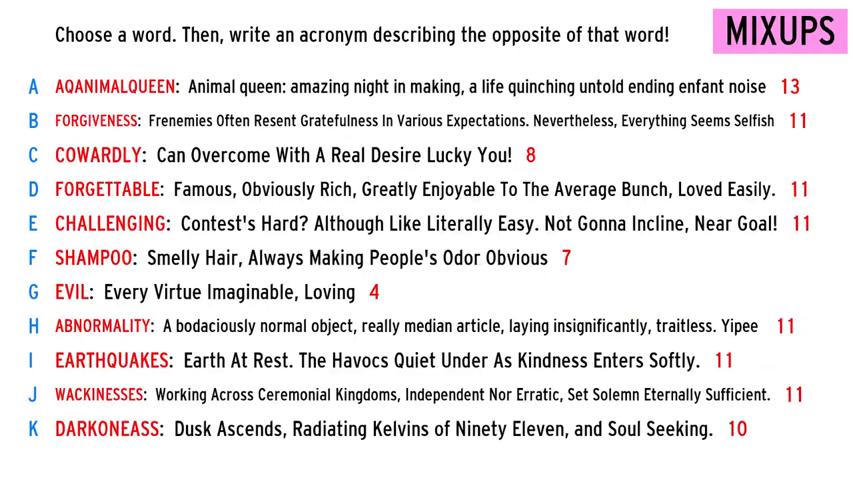 Choose a word. Then, write an acronym describing the opposite of that word!
MIXUPS
A AQANIMALQUEEN: Animal queen: amazing night in making, a life quinching untold ending enfant noise 13
B FORGIVENESS: Frenemies Often Resent Gratefulness In Various Expectations. Nevertheless, Everything Seems Selfish 11
C COWARDLY: Can Overcome With A Real Desire Lucky You! 8
D FORGETTABLE: Famous, Obviously Rich, Greatly Enjoyable To The Average Bunch, Loved Easily. 11
E CHALLENGING: Contest's Hard? Although Like Literally Easy. Not Gonna Incline, Near Goal! 11
F SHAMPOO: Smelly Hair, Always Making People's Odor Obvious 7
G EVIL: Every Virtue Imaginable, Loving 4
H ABNORMALITY: A bodaciously normal object, really median article, laying insignificantly, traitless. Yipee 11
I EARTHQUAKES: Earth At Rest. The Havocs Quiet Under As Kindness Enters Softly. 11
J WACKINESSES: Working Across Ceremonial Kingdoms, Independent Nor Erratic, Set Solemn Eternally Sufficient. 11
K DARKONEASS: Dusk Ascends, Radiating Kelvins of Ninety Eleven, and Soul Seeking. 10